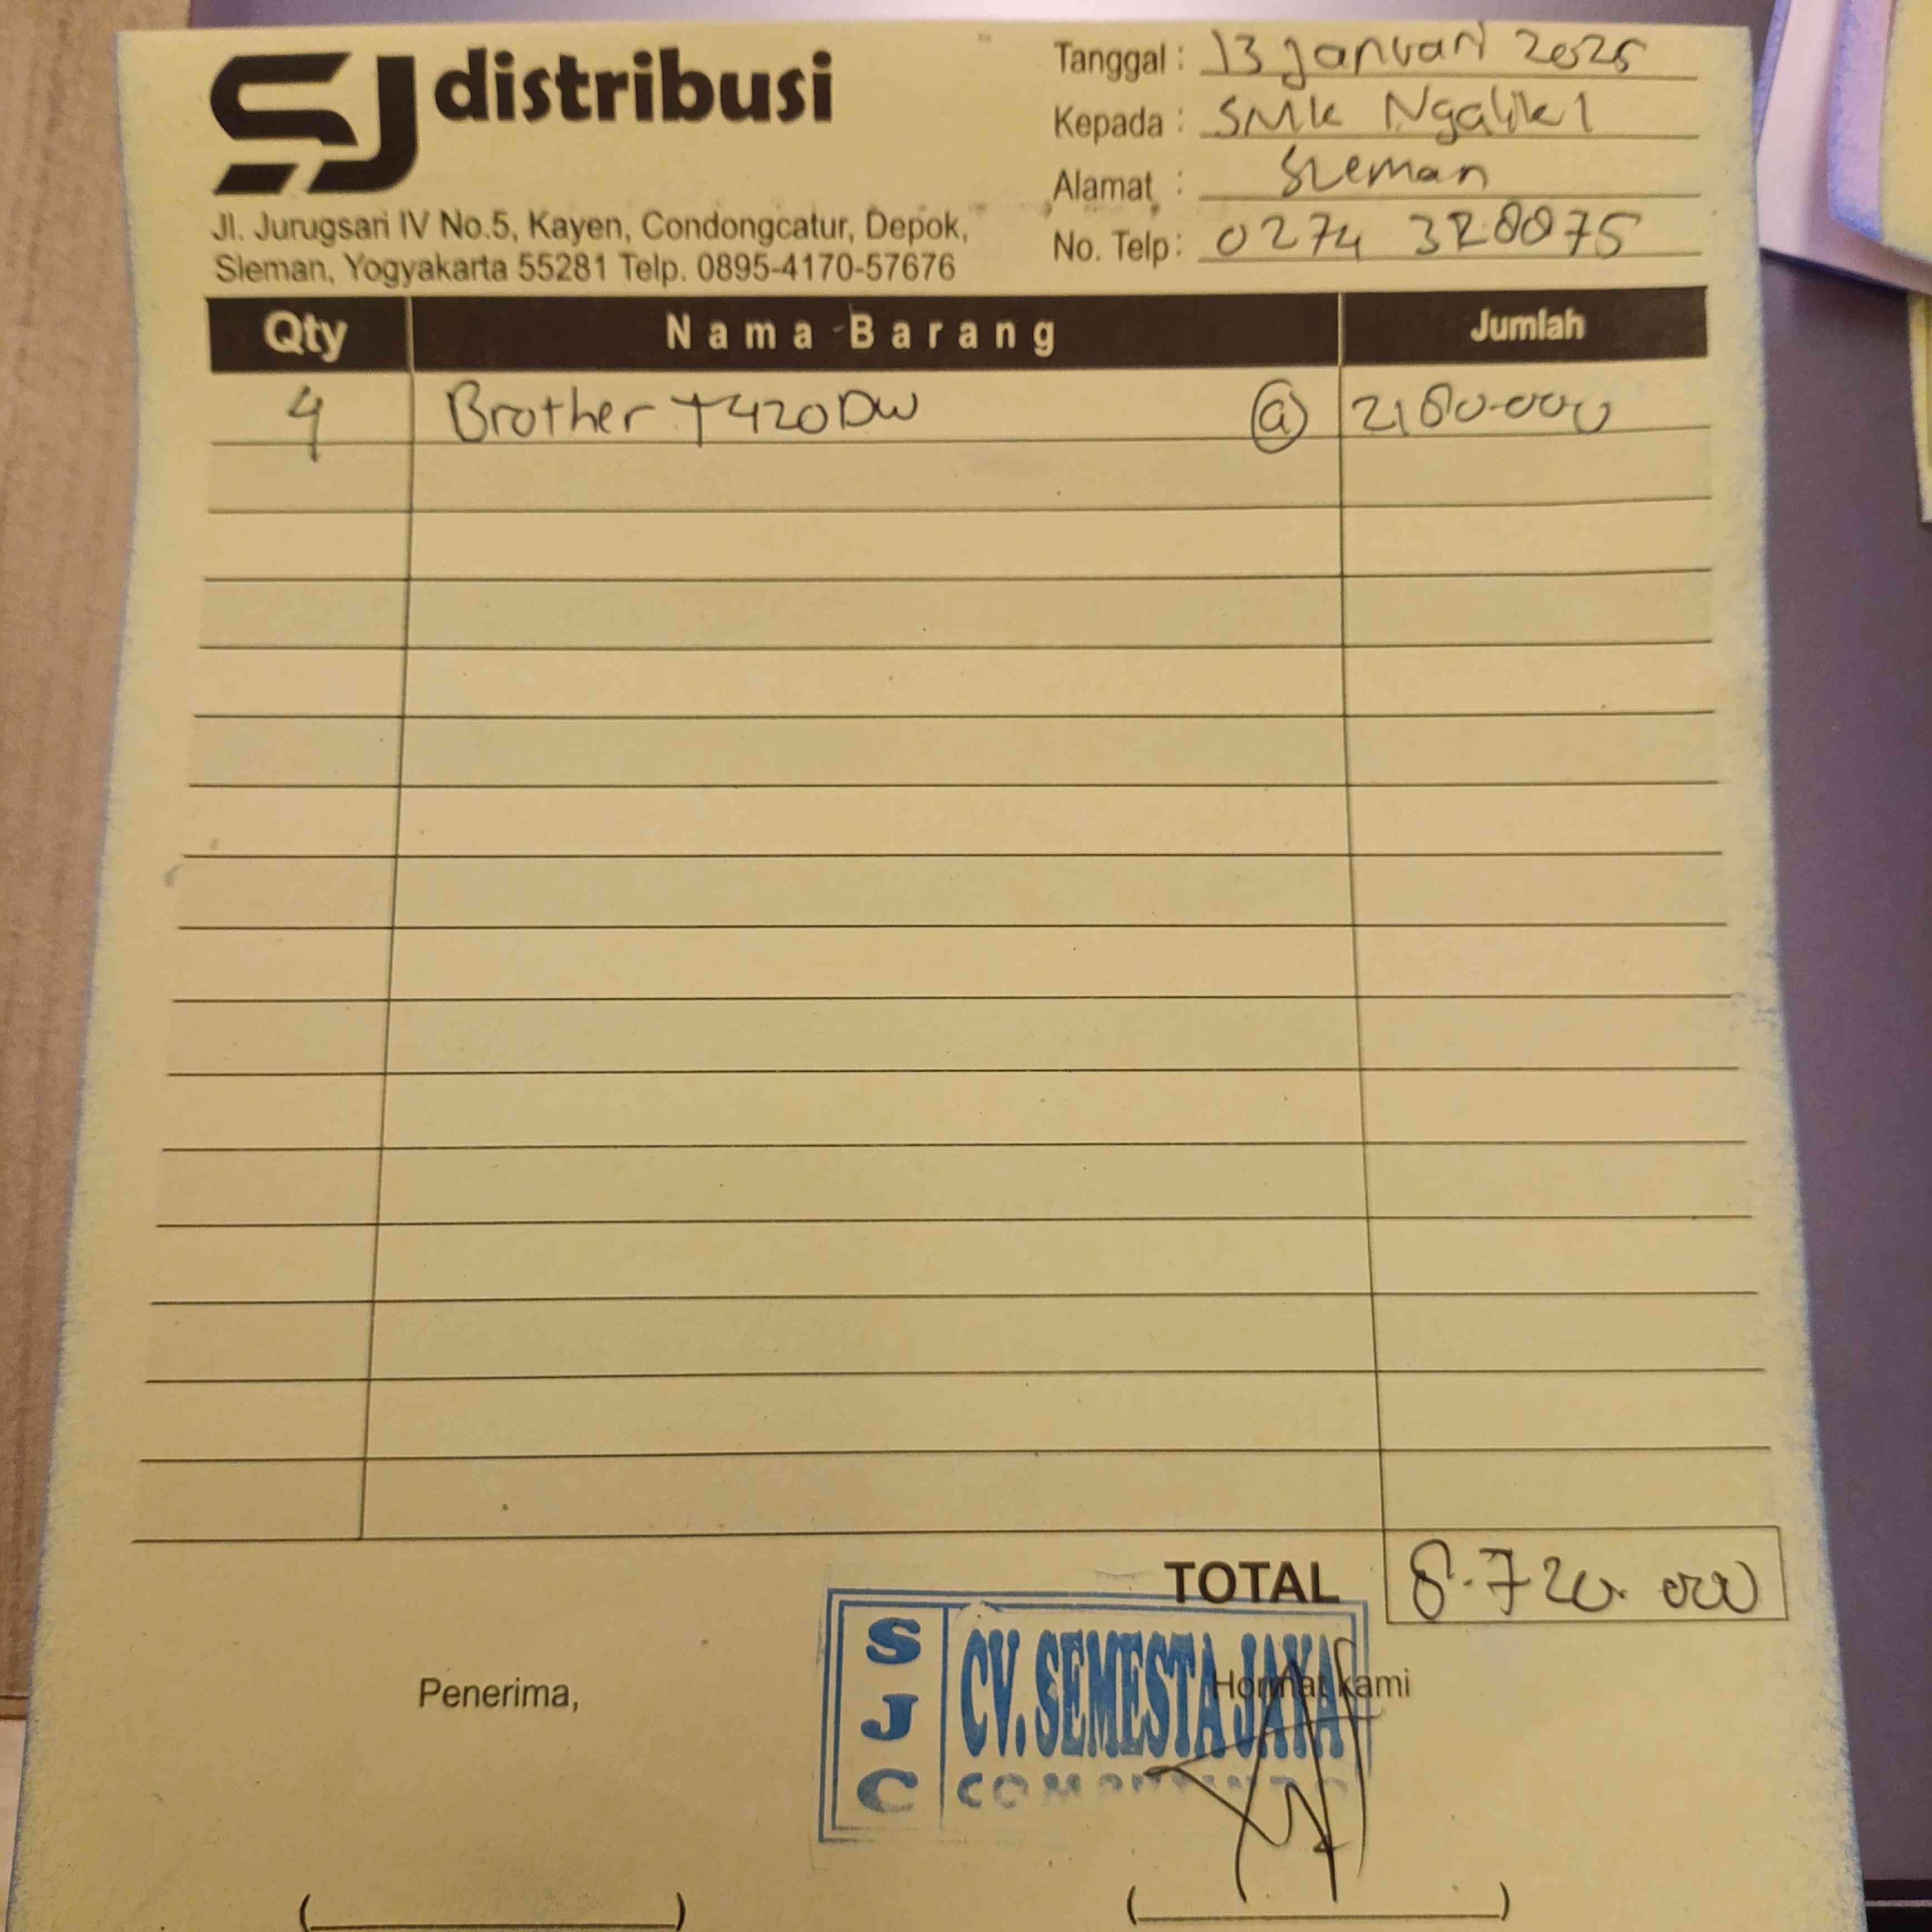 SJ distribusi
Jl. Jurugsari IV No.5, Kayen, Condongcatur, Depok,
Sleman, Yogyakarta 55281 Telp. 0895-4170-57676
Tanggal : 13 Januari 2025
Kepada : SMK Ngaglik 1
Alamat : Sleman
No. Telp: 0274
Qty Nama Barang Jumlah
4 Brother T420DW @ 2180.000
TOTAL 8.720.000
Penerima,
Hormat kami
SJC
CV. SEMESTA JAYA
( )
( )